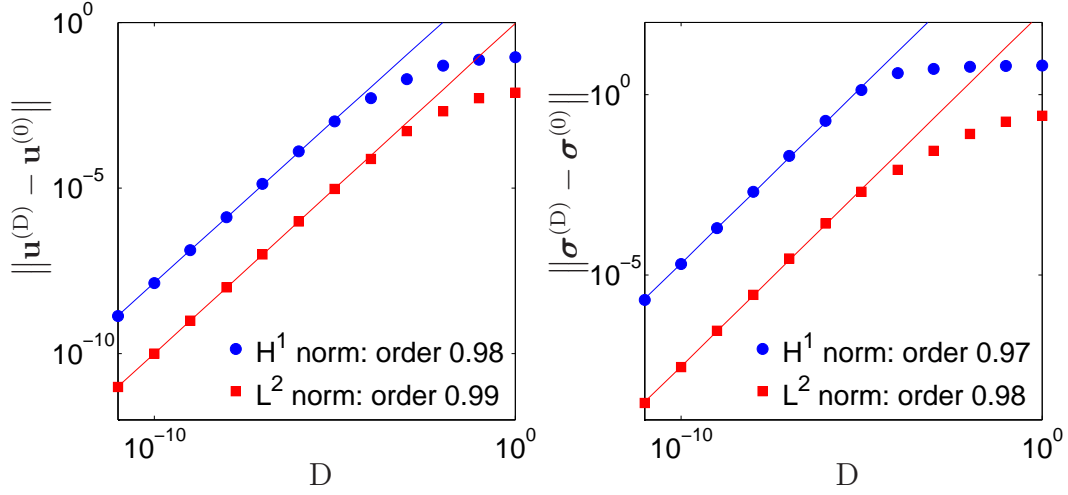 10^0
10^−5
10^−10
‖u^(D) − u^(0)‖
H^1 norm: order 0.98
L^2 norm: order 0.99
10^−10
10^0
D
10^0
10^−5
‖σ^(D) − σ^(0)‖
H^1 norm: order 0.97
L^2 norm: order 0.98
10^−10
10^0
D